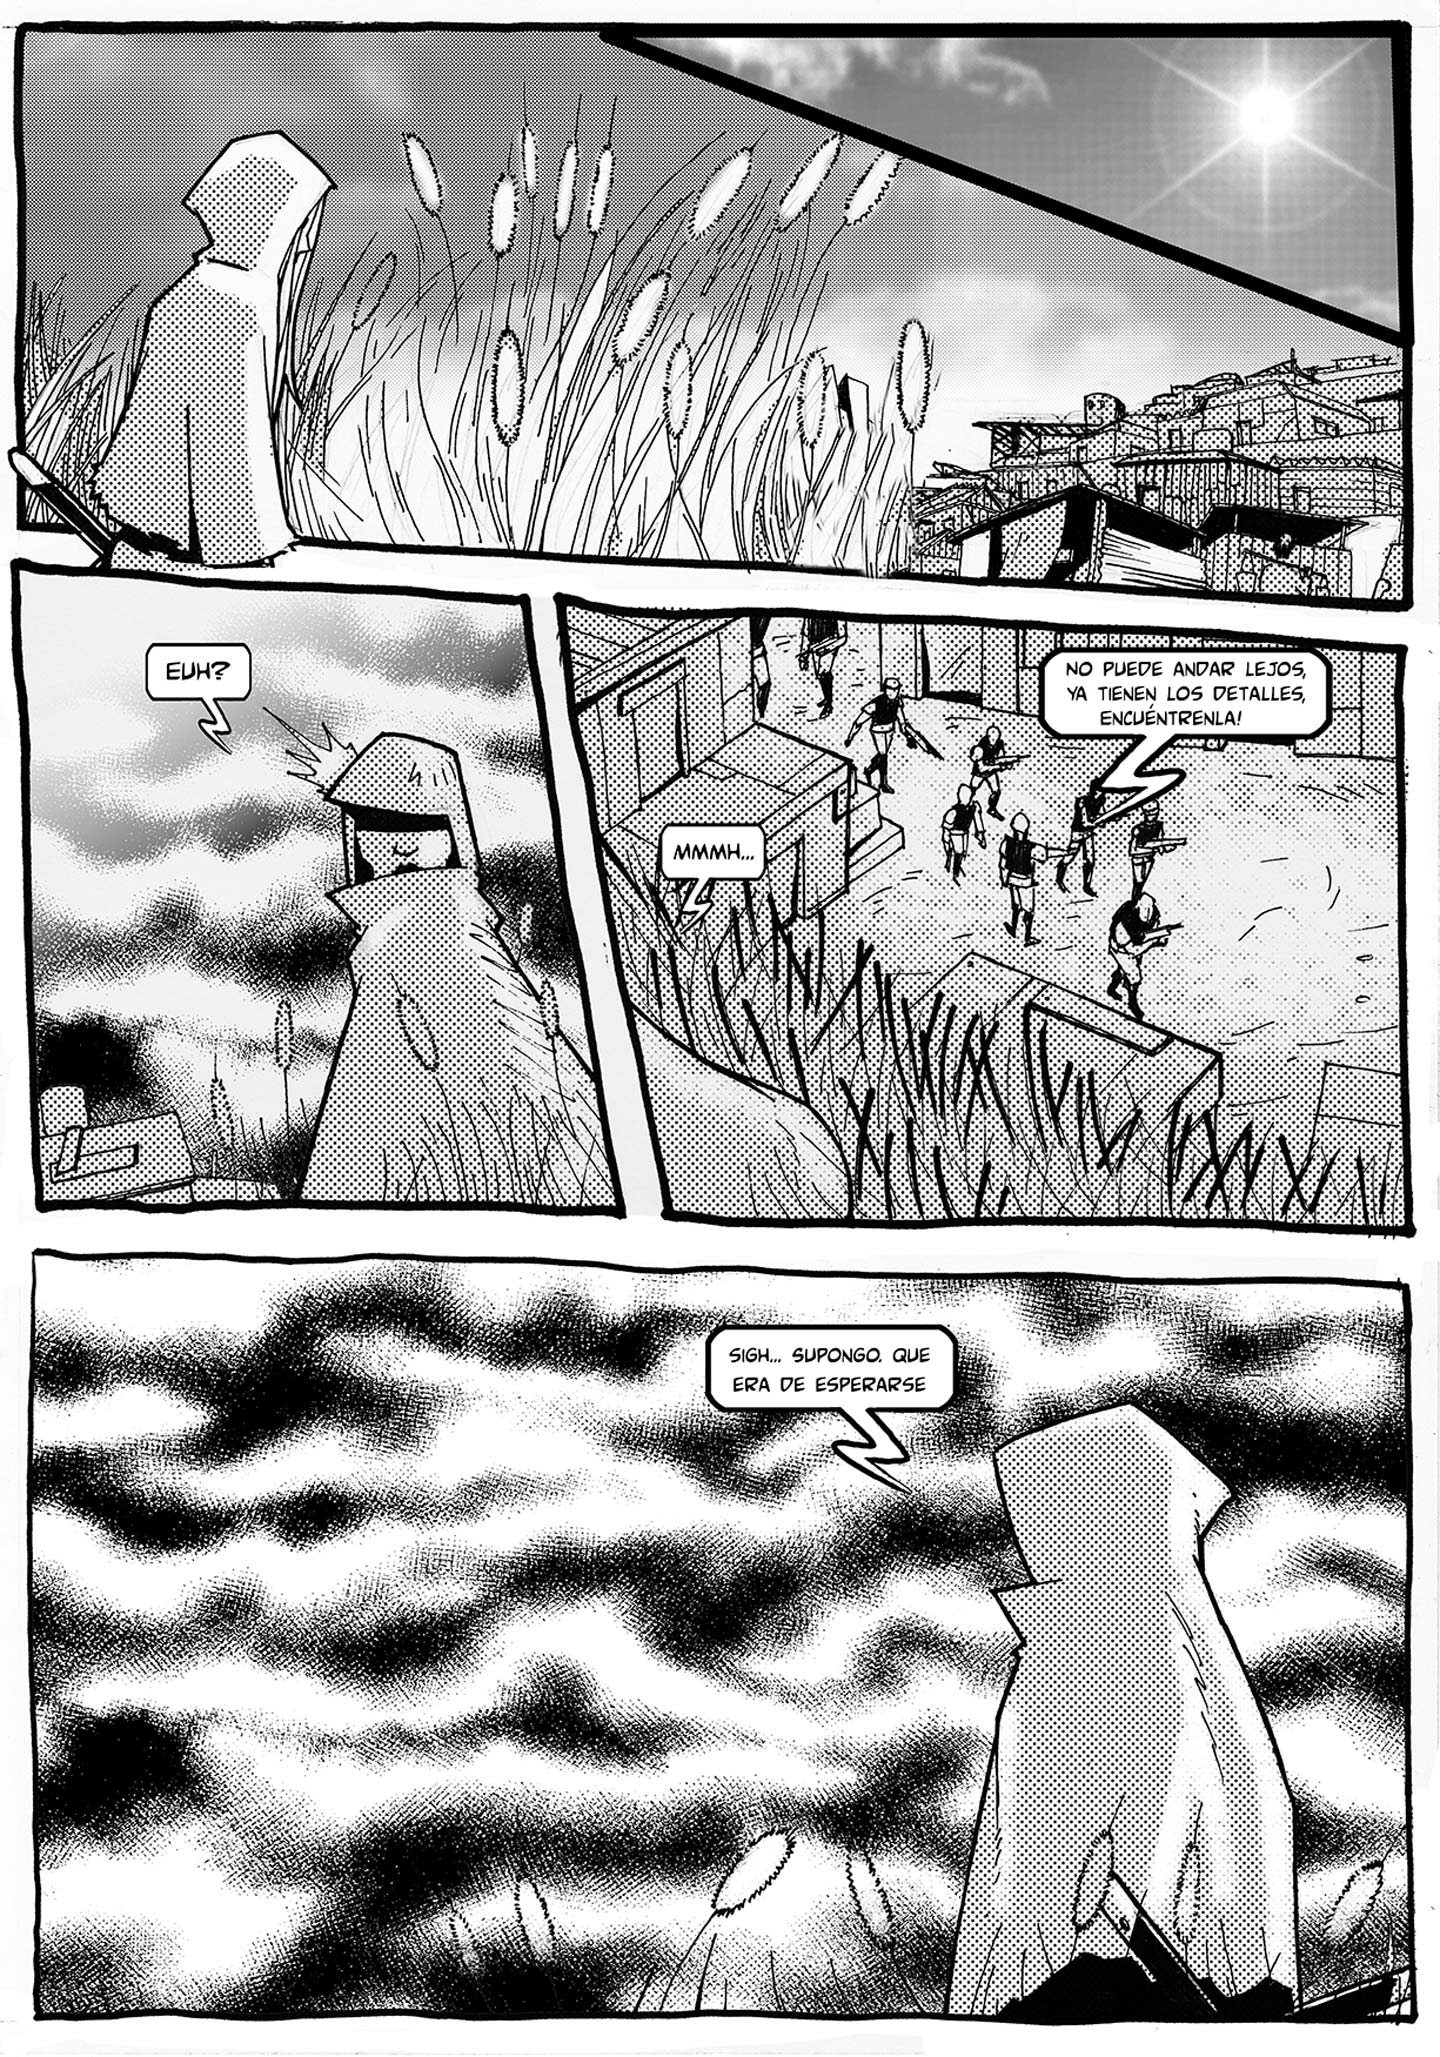 EUH?
NO PUEDE ANDAR LEJOS,
YA TIENEN LOS DETALLES,
ENCUÉNTRENLA!
MMMH...
SIGH... SUPONGO. QUE
ERA DE ESPERARSE